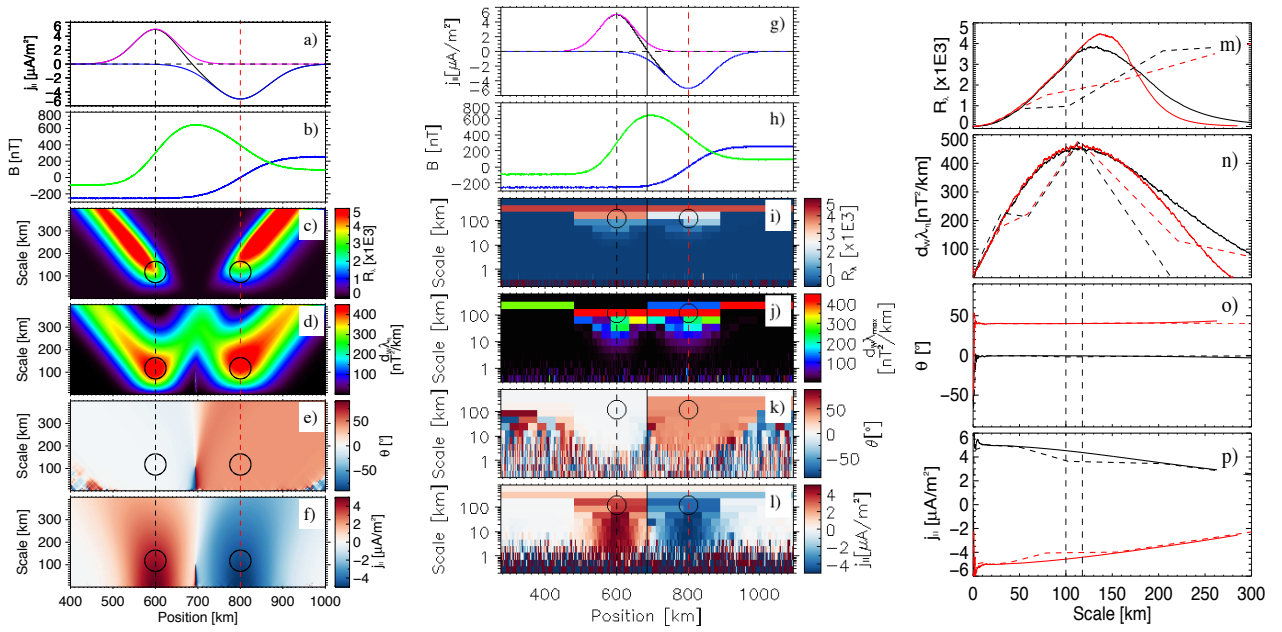 a)
j|| [µA/m²]
6
4
2
0
−2
−4
−6
b)
B [nT]
800
600
400
200
0
−200
c)
Scale [km]
300
200
100
5
4
3
2
1
0
Rλ [x1E3]
d)
Scale [km]
300
200
100
400
300
200
100
dwλη [nT²/km]
e)
Scale [km]
300
200
100
0
50
0
−50
θ [°]
f)
Scale [km]
300
200
100
4
2
0
−2
−4
j|| [µA/m²]
400 600 700 800 900 1000
Position [km]
g)
j||[µA/m²]
6
4
2
0
−2
−4
−6
h)
B [nT]
800
600
400
200
0
−200
i)
Scale [km]
100
10
1
5
4
3
2
1
0
Rλ [x1E3]
j)
Scale [km]
100
10
1
400
300
200
100
dwλmax [nT²/km]
k)
Scale [km]
100
10
1
50
0
−50
θ[°]
l)
Scale [km]
100
10
1
4
2
0
−2
−4
j||[µA/m²]
400 600 800 1000
Position [km]
m)
Rλ [x1E3]
5
4
3
2
1
0
n)
dwλη[nT²/km]
500
400
300
200
100
o)
θ [°]
50
0
−50
p)
j|| [µA/m²]
6
4
2
0
−2
−4
−6
0 50 100 150 200 250 300
Scale [km]